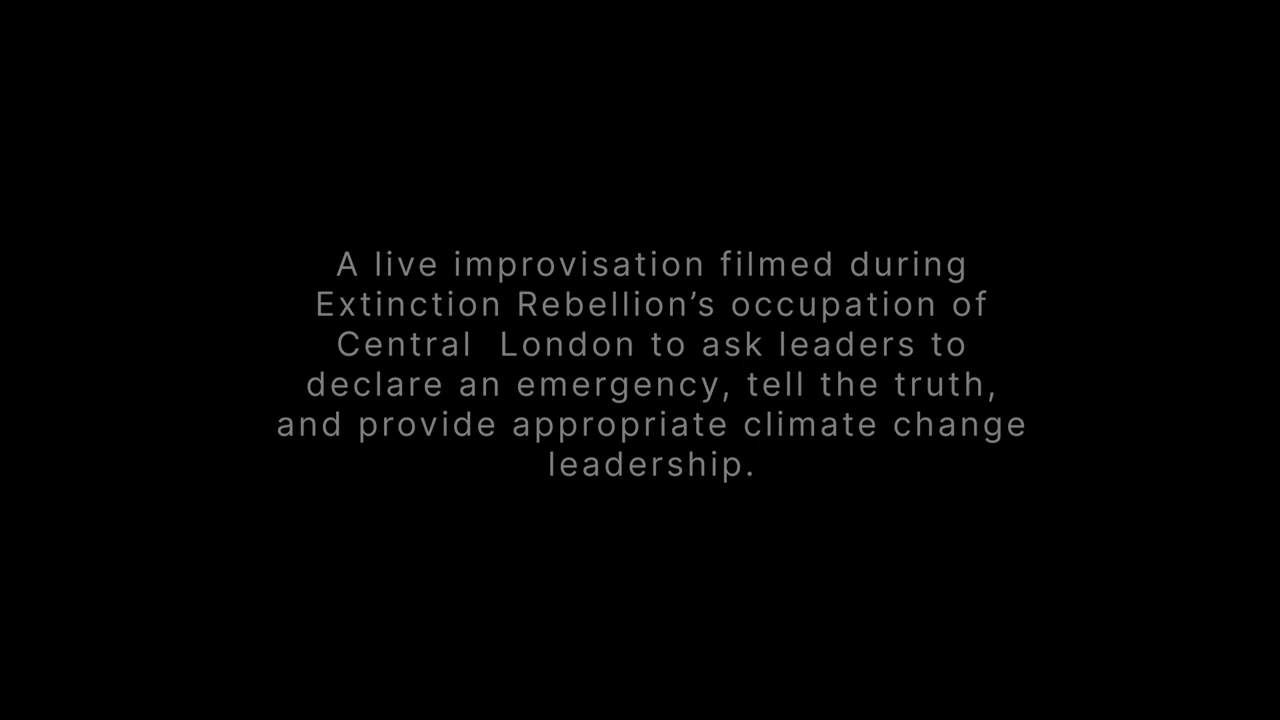 A live improvisation filmed during
Extinction Rebellion’s occupation of
Central  London to ask leaders to
declare an emergency, tell the truth,
and provide appropriate climate change
leadership.